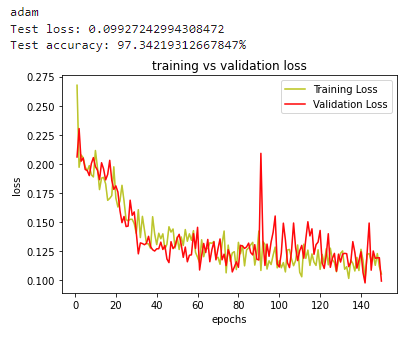 adam
Test loss: 0.09927242994308472
Test accuracy: 97.34219312667847%
training vs validation loss
0.275
0.250
0.225
0.200
0.175
0.150
0.125
0.100
loss
Training Loss
Validation Loss
0 20 40 60 80 100 120 140
epochs